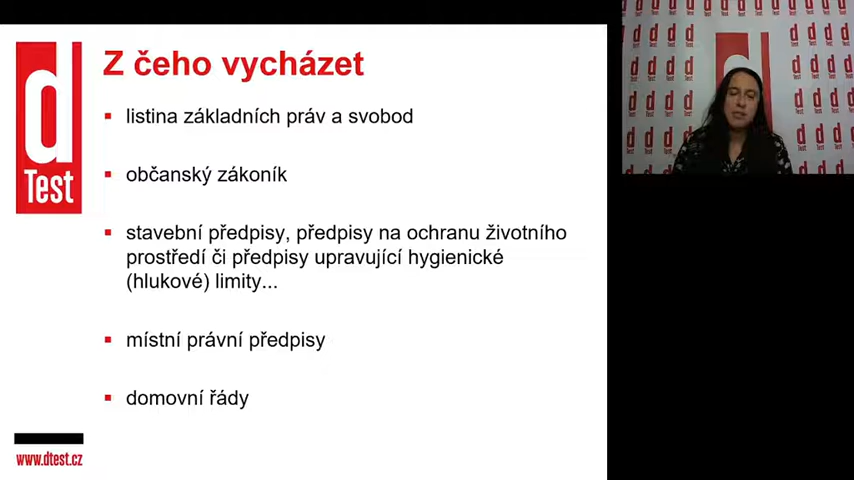 Z čeho vycházet
d
Test
listina základních práv a svobod
občanský zákoník
stavební předpisy, předpisy na ochranu životního
prostředí či předpisy upravující hygienické
(hlukové) limity...
místní právní předpisy
domovní řády
www.dtest.cz